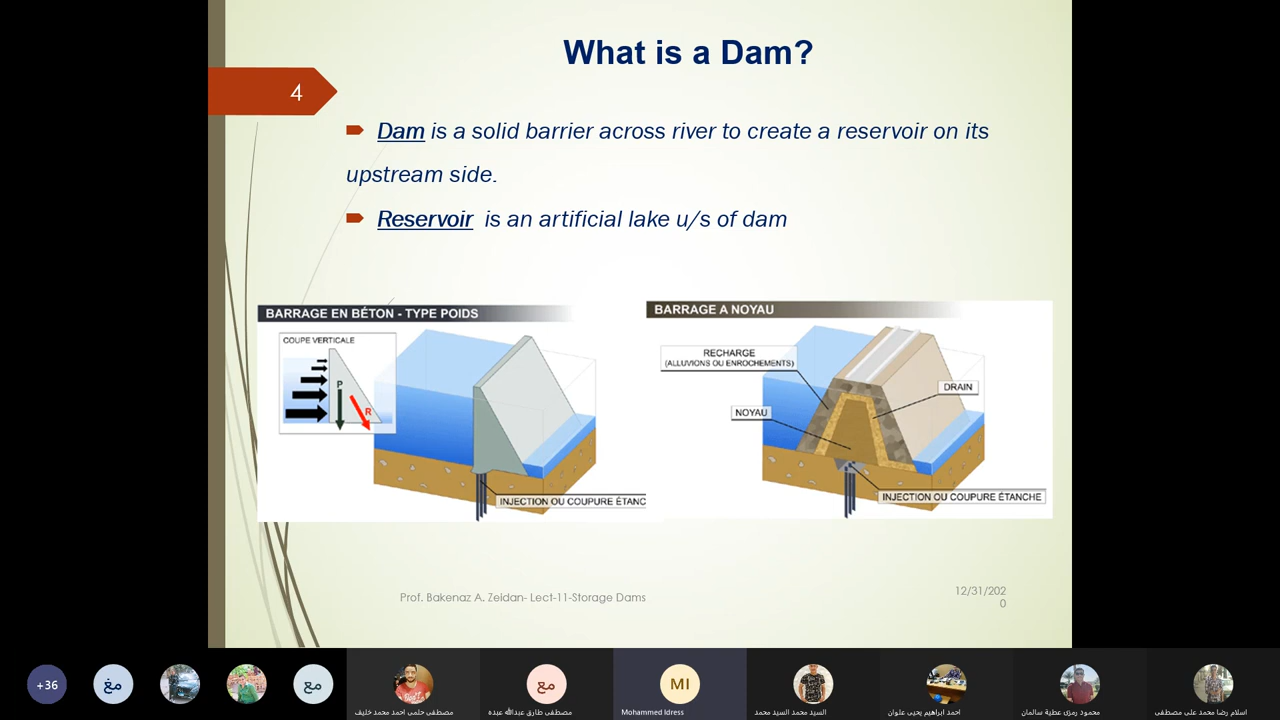 What is a Dam?
4
Dam is a solid barrier across river to create a reservoir on its
upstream side.
Reservoir is an artificial lake u/s of dam
BARRAGE EN BÉTON - TYPE POIDS
COUPE VERTICALE
P
R
INJECTION OU COUPURE ÉTANC
BARRAGE A NOYAU
RECHARGE
(ALLUVIONS OU ENROCHEMENTS)
DRAIN
NOYAU
INJECTION OU COUPURE ÉTANCHE
Prof. Bakenaz A. Zeidan- Lect-11-Storage Dams
12/31/202
0
+36
مغ
مع
مع
MI
مصطفى حلمى احمد محمد خليف
مصطفى طارق عبدالله عبده
Mohammed Idress
السيد محمد السيد محمد
احمد ابراهيم يحيى علوان
محمود رمزى عطية سالمان
اسلام رضا محمد على مصطفى